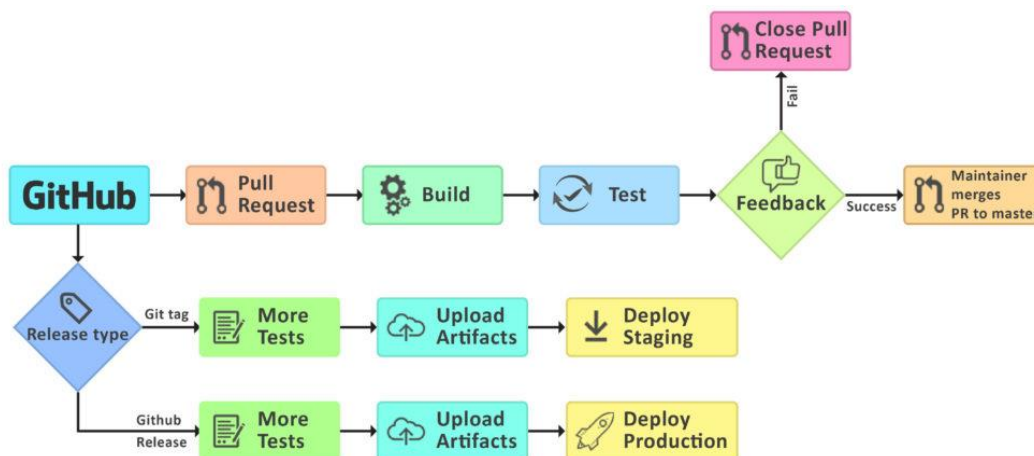 Close Pull
Request
Fail
GitHub
Pull
Request
Build
Test
Feedback
Success
Maintainer
merges
PR to master
Release type
Git tag
More
Tests
Upload
Artifacts
Deploy
Staging
Github
Release
More
Tests
Upload
Artifacts
Deploy
Production